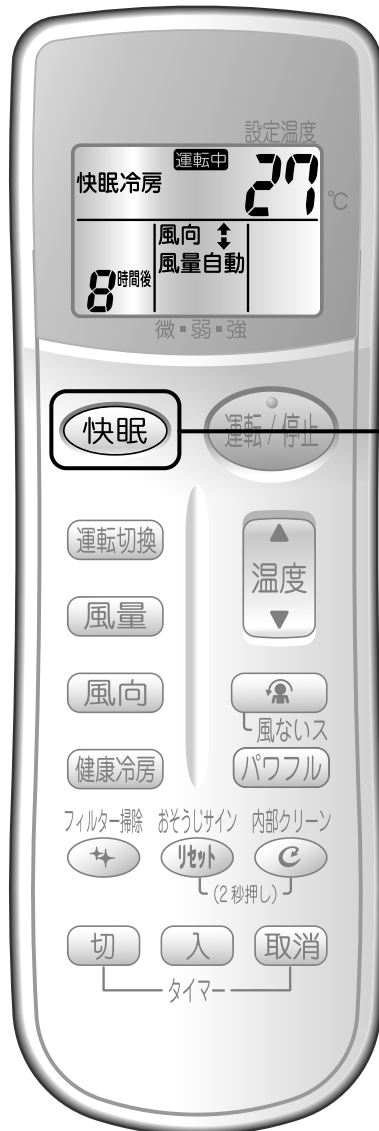 設定温度
運転中
快眠冷房
27℃
風向
風量自動
8時間後
微・弱・強
快眠
運転/停止
運転切換
温度
風量
風向
風ないス
健康冷房
パワフル
フィルター掃除 おそうじサイン 内部クリーン
リセット
(2秒押し)
切 入 取消
タイマー